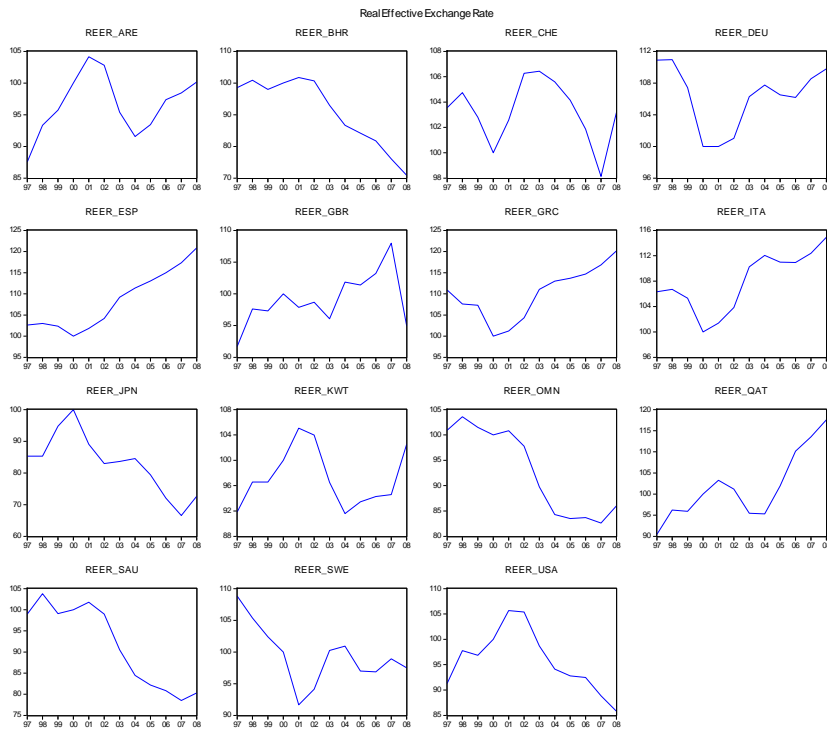 Real Effective Exchange Rate
REER_ARE REER_BHR REER_CHE REER_DEU
105 110 108 112
100 100 106 108
95 90 104 104
90 80 102 100
85 70 100 96
98
97 98 99 00 01 02 03 04 05 06 07 08 97 98 99 00 01 02 03 04 05 06 07 08 97 98 99 00 01 02 03 04 05 06 07 08 97 98 99 00 01 02 03 04 05 06 07 0
REER_ESP REER_GBR REER_GRC REER_ITA
125 110 125 116
120 105 120 112
115 100 115 108
110 95 110 104
105 90 105 100
100 100 96
95 95
97 98 99 00 01 02 03 04 05 06 07 08 97 98 99 00 01 02 03 04 05 06 07 08 97 98 99 00 01 02 03 04 05 06 07 08 97 98 99 00 01 02 03 04 05 06 07 0
REER_JPN REER_KWT REER_OMN REER_QAT
100 108 105 120
90 104 100 115
80 100 95 110
70 96 90 105
60 92 85 100
88 80 95
90
97 98 99 00 01 02 03 04 05 06 07 08 97 98 99 00 01 02 03 04 05 06 07 08 97 98 99 00 01 02 03 04 05 06 07 08 97 98 99 00 01 02 03 04 05 06 07 0
REER_SAU REER_SWE REER_USA
105 110 110
100 105 105
95 100 100
90 95 95
85 90 90
80 85
75
97 98 99 00 01 02 03 04 05 06 07 08 97 98 99 00 01 02 03 04 05 06 07 08 97 98 99 00 01 02 03 04 05 06 07 08